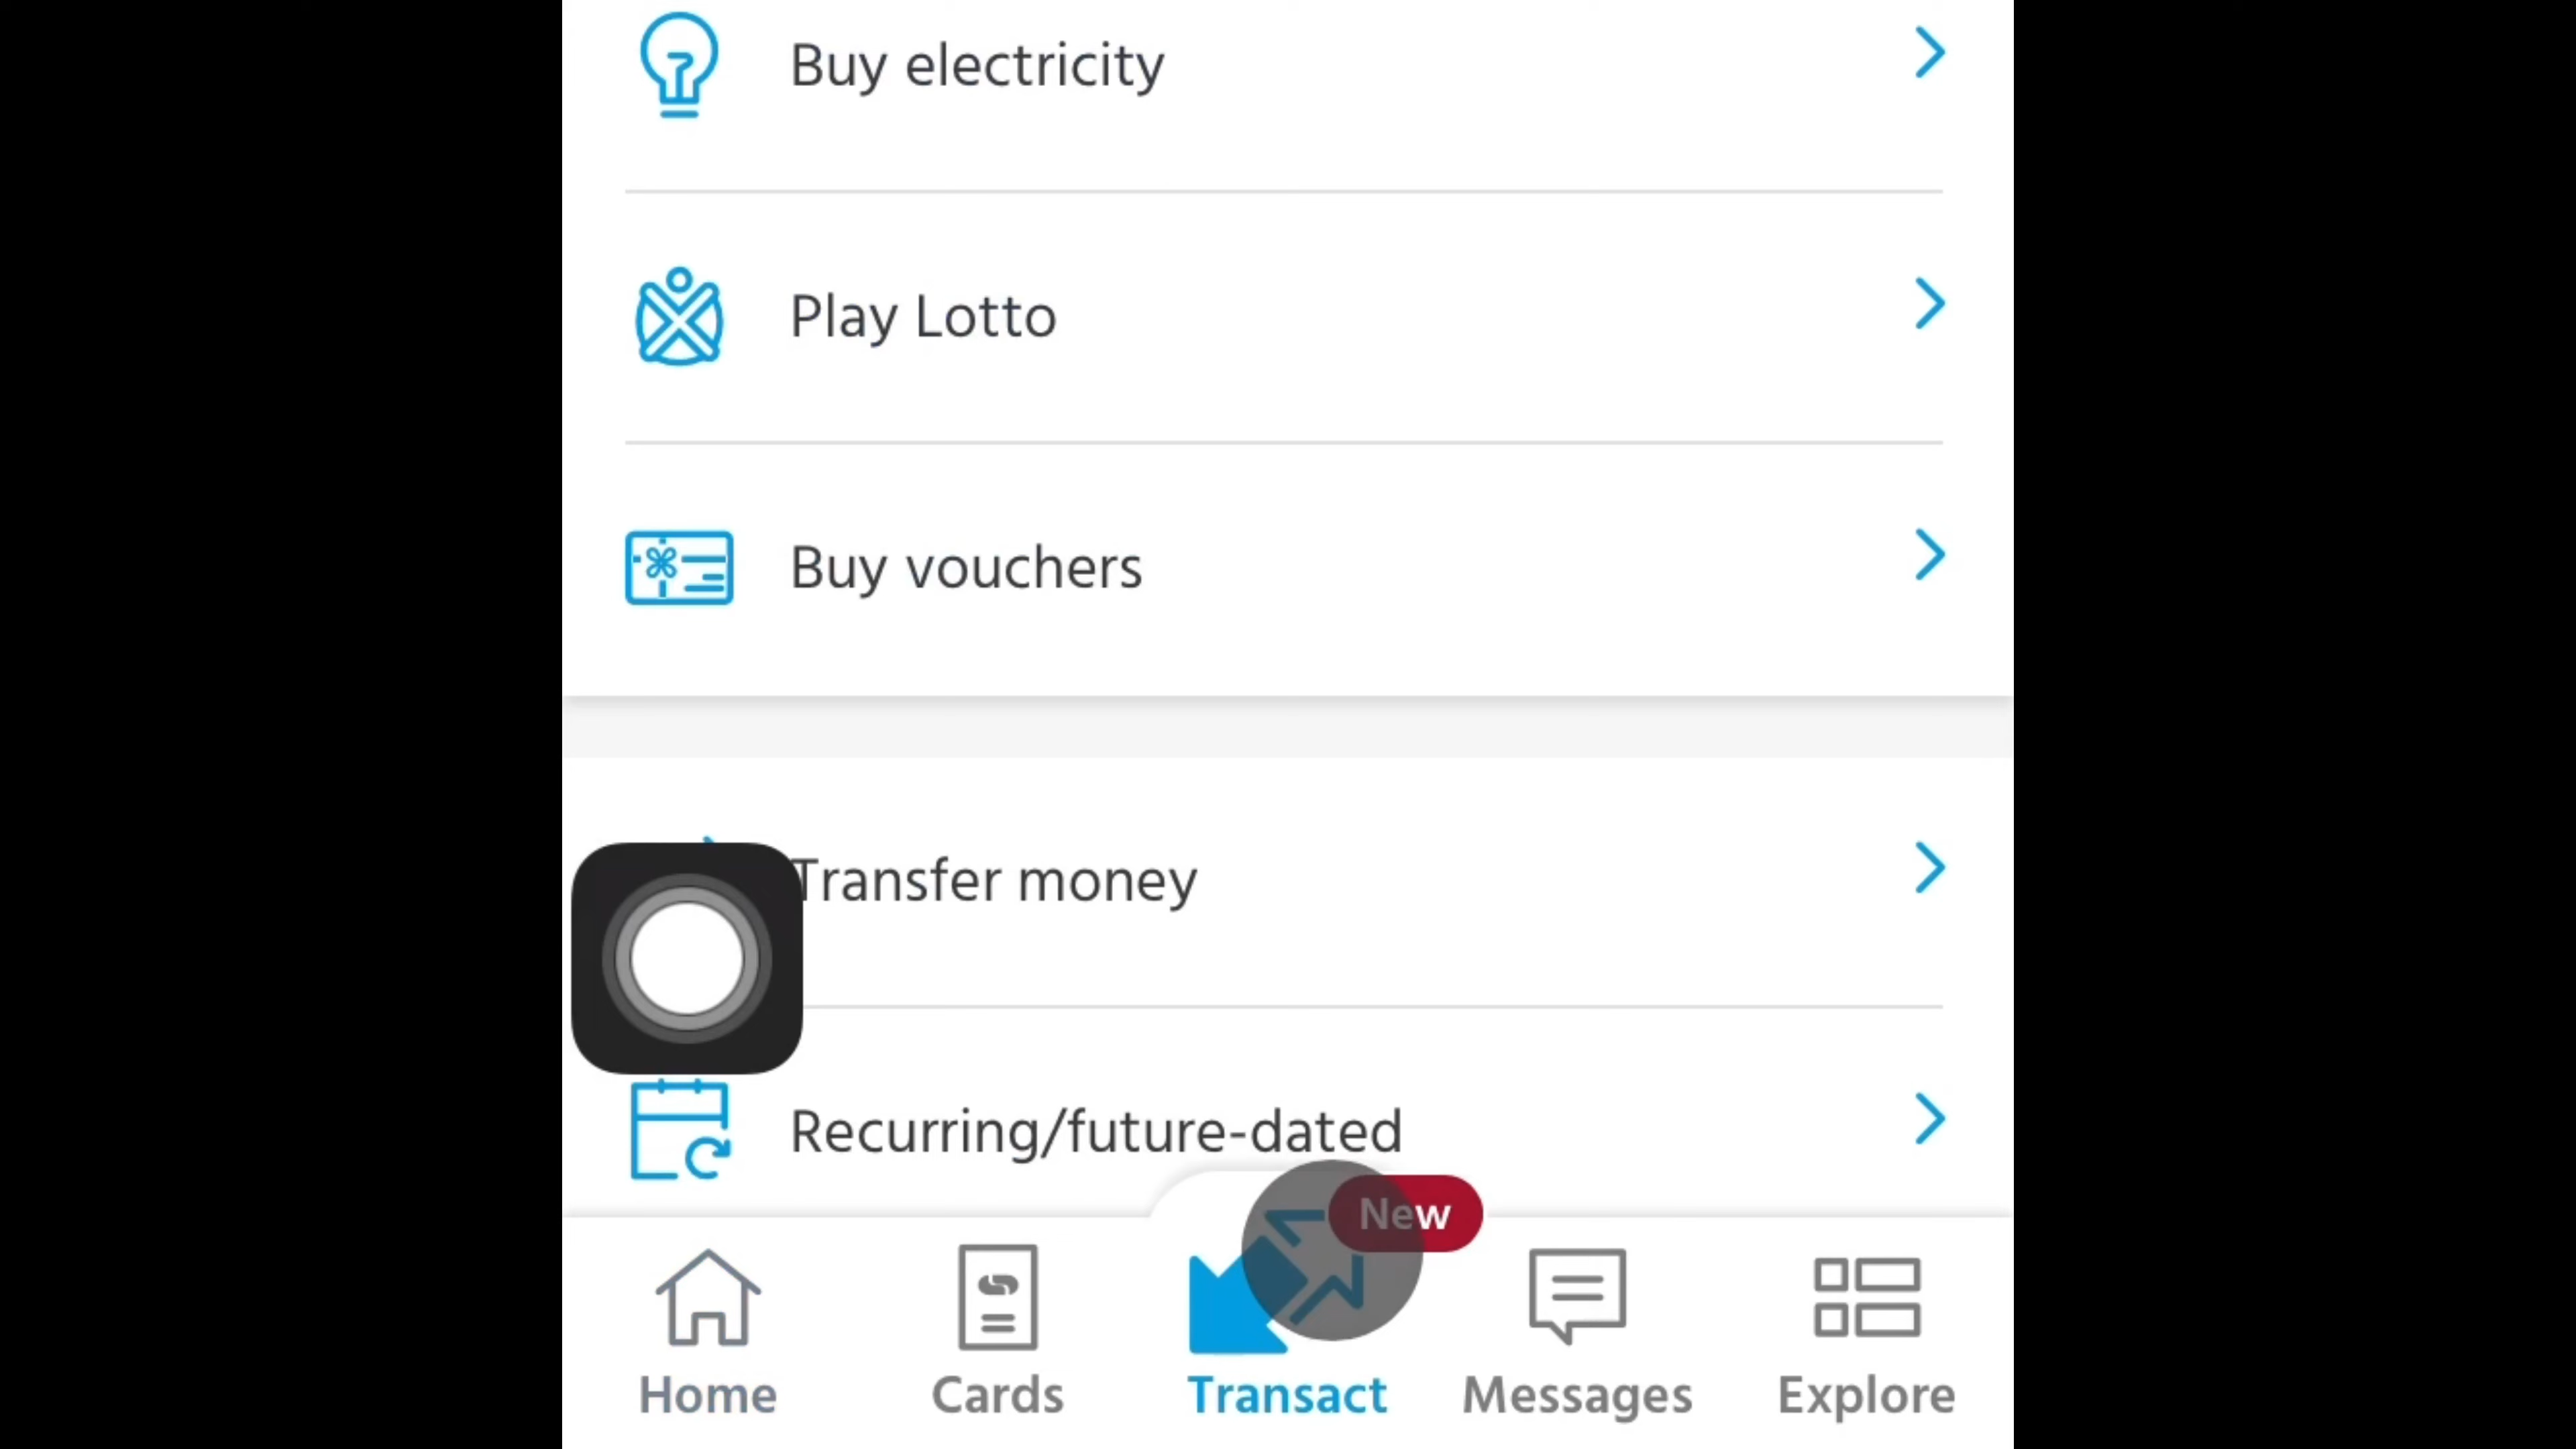 Buy electricity
Play Lotto
Buy vouchers
Transfer money
Recurring/future-dated
New
Home
Cards
Transact
Messages
Explore